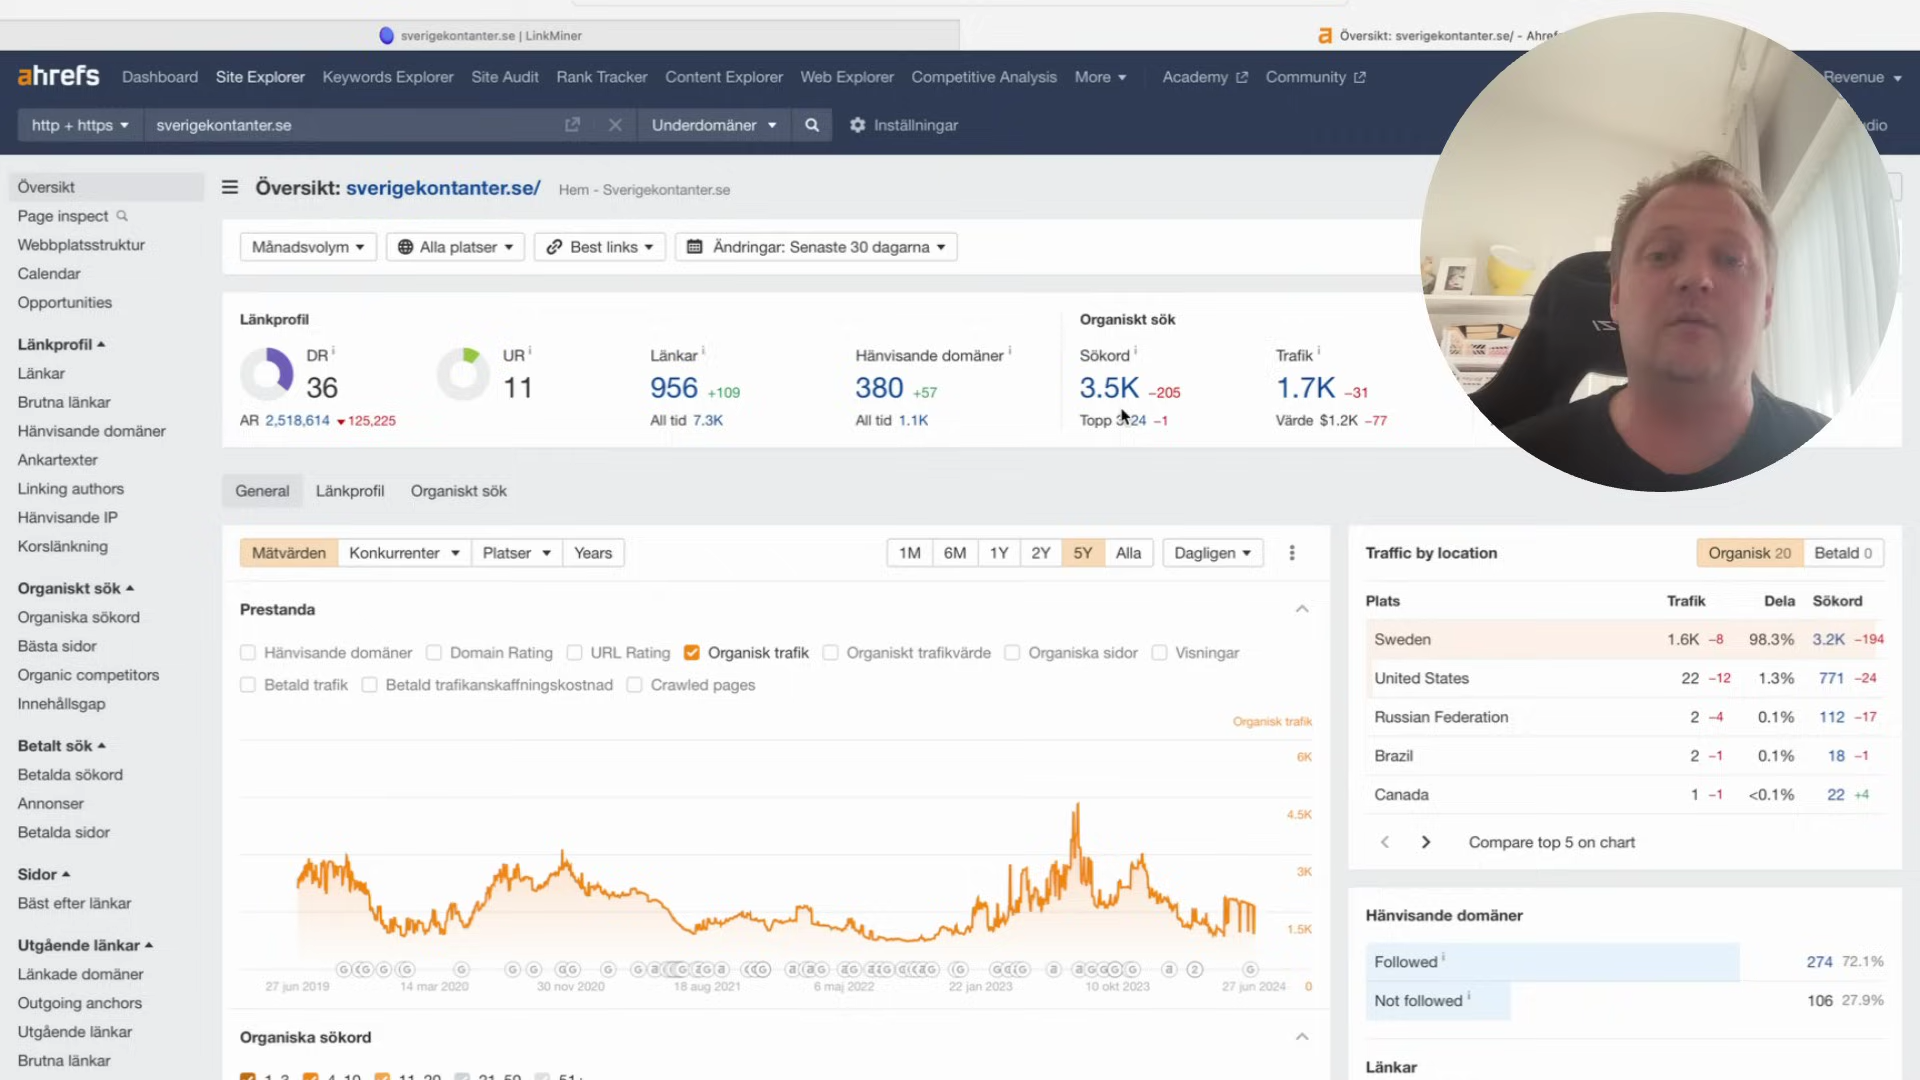 sverigekontanter.se | LinkMiner
Översikt: sverigekontanter.se/ - Ahref
ahrefs Dashboard Site Explorer Keywords Explorer Site Audit Rank Tracker Content Explorer Web Explorer Competitive Analysis More Academy Community Revenue
http + https sverigekontanter.se Underdomäner Inställningar
Översikt
Page inspect
Webbplatsstruktur
Calendar
Opportunities
Länkprofil
Länkar
Brutna länkar
Hänvisande domäner
Ankartexter
Linking authors
Hänvisande IP
Korslänkning
Organiskt sök
Organiska sökord
Bästa sidor
Organic competitors
Innehållsgap
Betalt sök
Betalda sökord
Annonser
Betalda sidor
Sidor
Bäst efter länkar
Utgående länkar
Länkade domäner
Outgoing anchors
Utgående länkar
Brutna länkar
Översikt: sverigekontanter.se/ Hem - Sverigekontanter.se
Månadsvolym Alla platser Best links Ändringar: Senaste 30 dagarna
Länkprofil
DR i
36
AR 2,518,614 125,225
UR i
11
Länkar i
956 +109
All tid 7.3K
Hänvisande domäner i
380 +57
All tid 1.1K
Organiskt sök
Sökord i
3.5K -205
Topp 24 -1
Trafik i
1.7K -31
Värde $1.2K -77
General Länkprofil Organiskt sök
Mätvärden Konkurrenter Platser Years 1M 6M 1Y 2Y 5Y Alla Dagligen
Prestanda
Hänvisande domäner Domain Rating URL Rating Organisk trafik Organiskt trafikvärde Organiska sidor Visningar
Betald trafik Betald trafikanskaffningskostnad Crawled pages
Organisk trafik
6K
4.5K
3K
1.5K
0
27 jun 2019 14 mar 2020 30 nov 2020 18 aug 2021 6 maj 2022 22 jan 2023 10 okt 2023 27 jun 2024
Organiska sökord
1-3 4-10 11-20 21-50 51+
Traffic by location Organisk 20 Betald 0
Plats Trafik Dela Sökord
Sweden 1.6K -8 98.3% 3.2K -194
United States 22 -12 1.3% 771 -24
Russian Federation 2 -4 0.1% 112 -17
Brazil 2 -1 0.1% 18 -1
Canada 1 -1 <0.1% 22 +4
Compare top 5 on chart
Hänvisande domäner
Followed i 274 72.1%
Not followed i 106 27.9%
Länkar